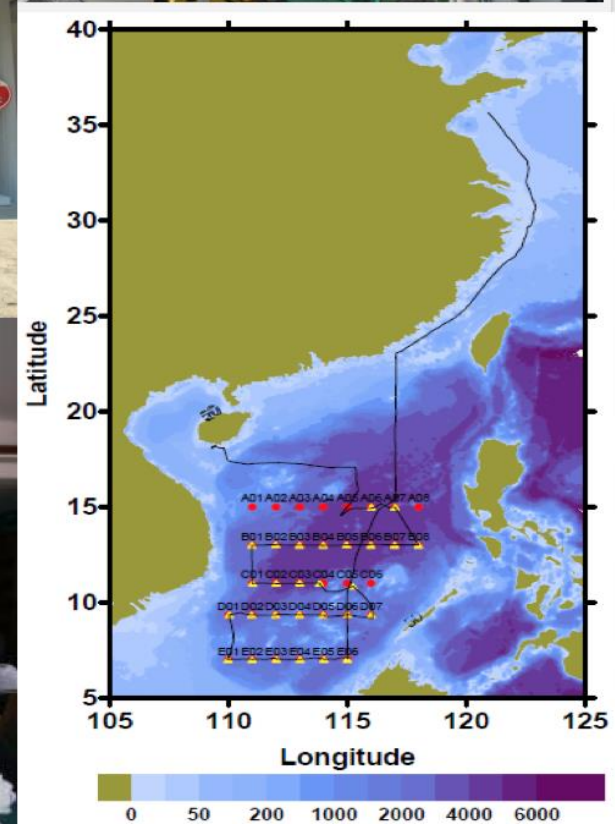 40
35
30
25
20
15
10
5
Latitude
A01 A02 A03 A04 A05 A06 A07 A08
B01 B02 B03 B04 B05 B06 B07 B08
C01 C02 C03 C04 C05 C06
D01 D02 D03 D04 D05 D06 D07
E01 E02 E03 E04 E05 E06
105 110 115 120 125
Longitude
0 50 200 1000 2000 4000 6000